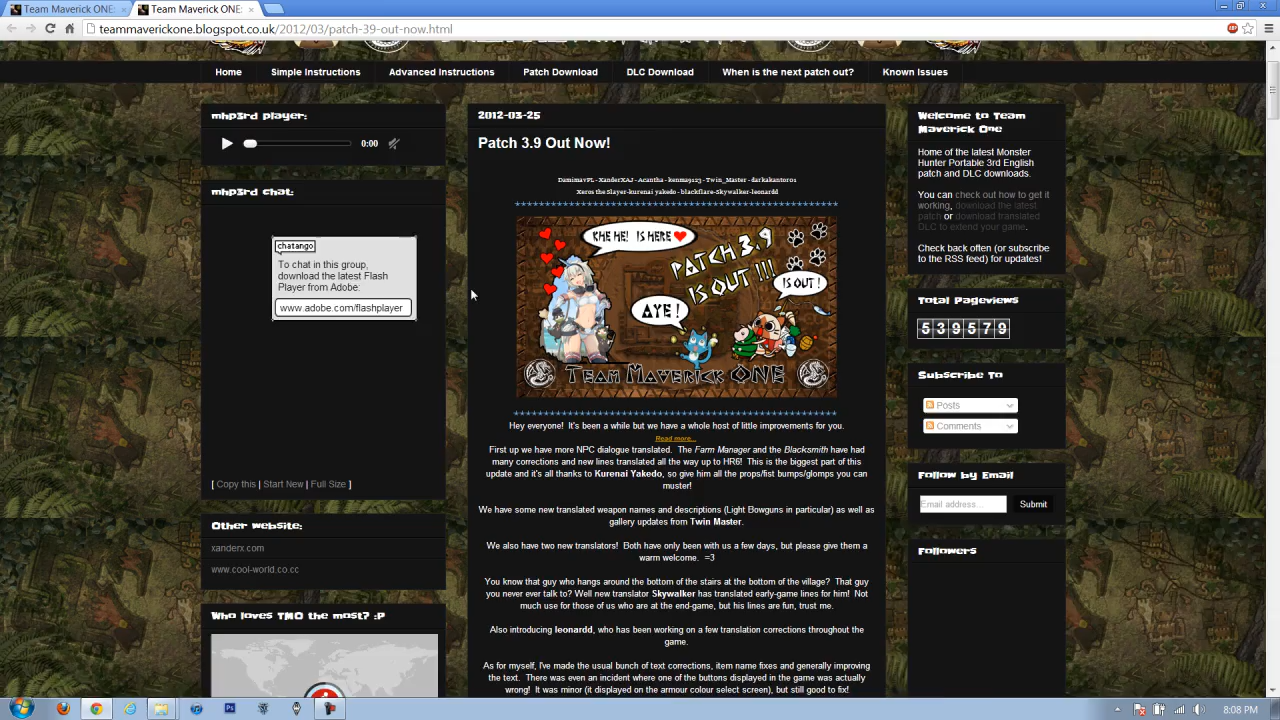 Team Maverick ONE:
Team Maverick ONE:
teammaverickone.blogspot.co.uk/2012/03/patch-39-out-now.html
Home
Simple Instructions
Advanced Instructions
Patch Download
DLC Download
When is the next patch out?
Known Issues
mhp3rd player:
0:00
mhp3rd chat:
chatango
To chat in this group,
download the latest Flash
Player from Adobe:
www.adobe.com/flashplayer
[ Copy this | Start New | Full Size ]
Other website:
xanderx.com
www.cool-world.co.cc
Who loves TMO the most? :P
2012-03-25
Patch 3.9 Out Now!
DamimavPL - XanderXAJ - Acantha - kenma9123 - Twin_Master - darkakantor01
Xeros the Slayer-kurenai yakedo - blackflare-Skywalker-leonardd
KHE HE! IS HERE
PATCH 3.9
IS OUT !!!
IS OUT !
AYE !
TEAM MAVERICK ONE
Hey everyone! It's been a while but we have a whole host of little improvements for you.
Read more...
First up we have more NPC dialogue translated. The Farm Manager and the Blacksmith have had
many corrections and new lines translated all the way up to HR6! This is the biggest part of this
update and it's all thanks to Kurenai Yakedo, so give him all the props/fist bumps/glomps you can
muster!
We have some new translated weapon names and descriptions (Light Bowguns in particular) as well as
gallery updates from Twin Master.
We also have two new translators! Both have only been with us a few days, but please give them a
warm welcome. =3
You know that guy who hangs around the bottom of the stairs at the bottom of the village? That guy
you never ever talk to? Well new translator Skywalker has translated early-game lines for him! Not
much use for those of us who are at the end-game, but his lines are fun, trust me.
Also introducing leonardd, who has been working on a few translation corrections throughout the
game.
As for myself, I've made the usual bunch of text corrections, item name fixes and generally improving
the text. There was even an incident where one of the buttons displayed in the game was actually
wrong! It was minor (it displayed on the armour colour select screen), but still good to fix!
Welcome to Team
Maverick One
Home of the latest Monster
Hunter Portable 3rd English
patch and DLC downloads.
You can check out how to get it
working, download the latest
patch or download translated
DLC to extend your game.
Check back often (or subscribe
to the RSS feed) for updates!
Total Pageviews
539579
Subscribe To
Posts
Comments
Follow by Email
Email address...
Submit
Followers
8:08 PM